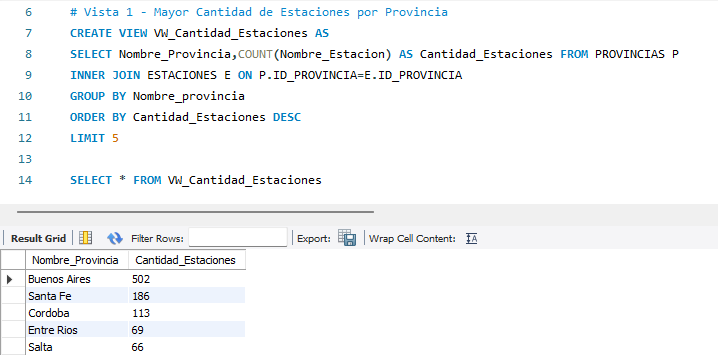 6 # Vista 1 - Mayor Cantidad de Estaciones por Provincia
7 CREATE VIEW VW_Cantidad_Estaciones AS
8 SELECT Nombre_Provincia,COUNT(Nombre_Estacion) AS Cantidad_Estaciones FROM PROVINCIAS P
9 INNER JOIN ESTACIONES E ON P.ID_PROVINCIA=E.ID_PROVINCIA
10 GROUP BY Nombre_provincia
11 ORDER BY Cantidad_Estaciones DESC
12 LIMIT 5
13
14 SELECT * FROM VW_Cantidad_Estaciones
Result Grid Filter Rows: Export: Wrap Cell Content: IA
Nombre_Provincia Cantidad_Estaciones
Buenos Aires 502
Santa Fe 186
Cordoba 113
Entre Rios 69
Salta 66